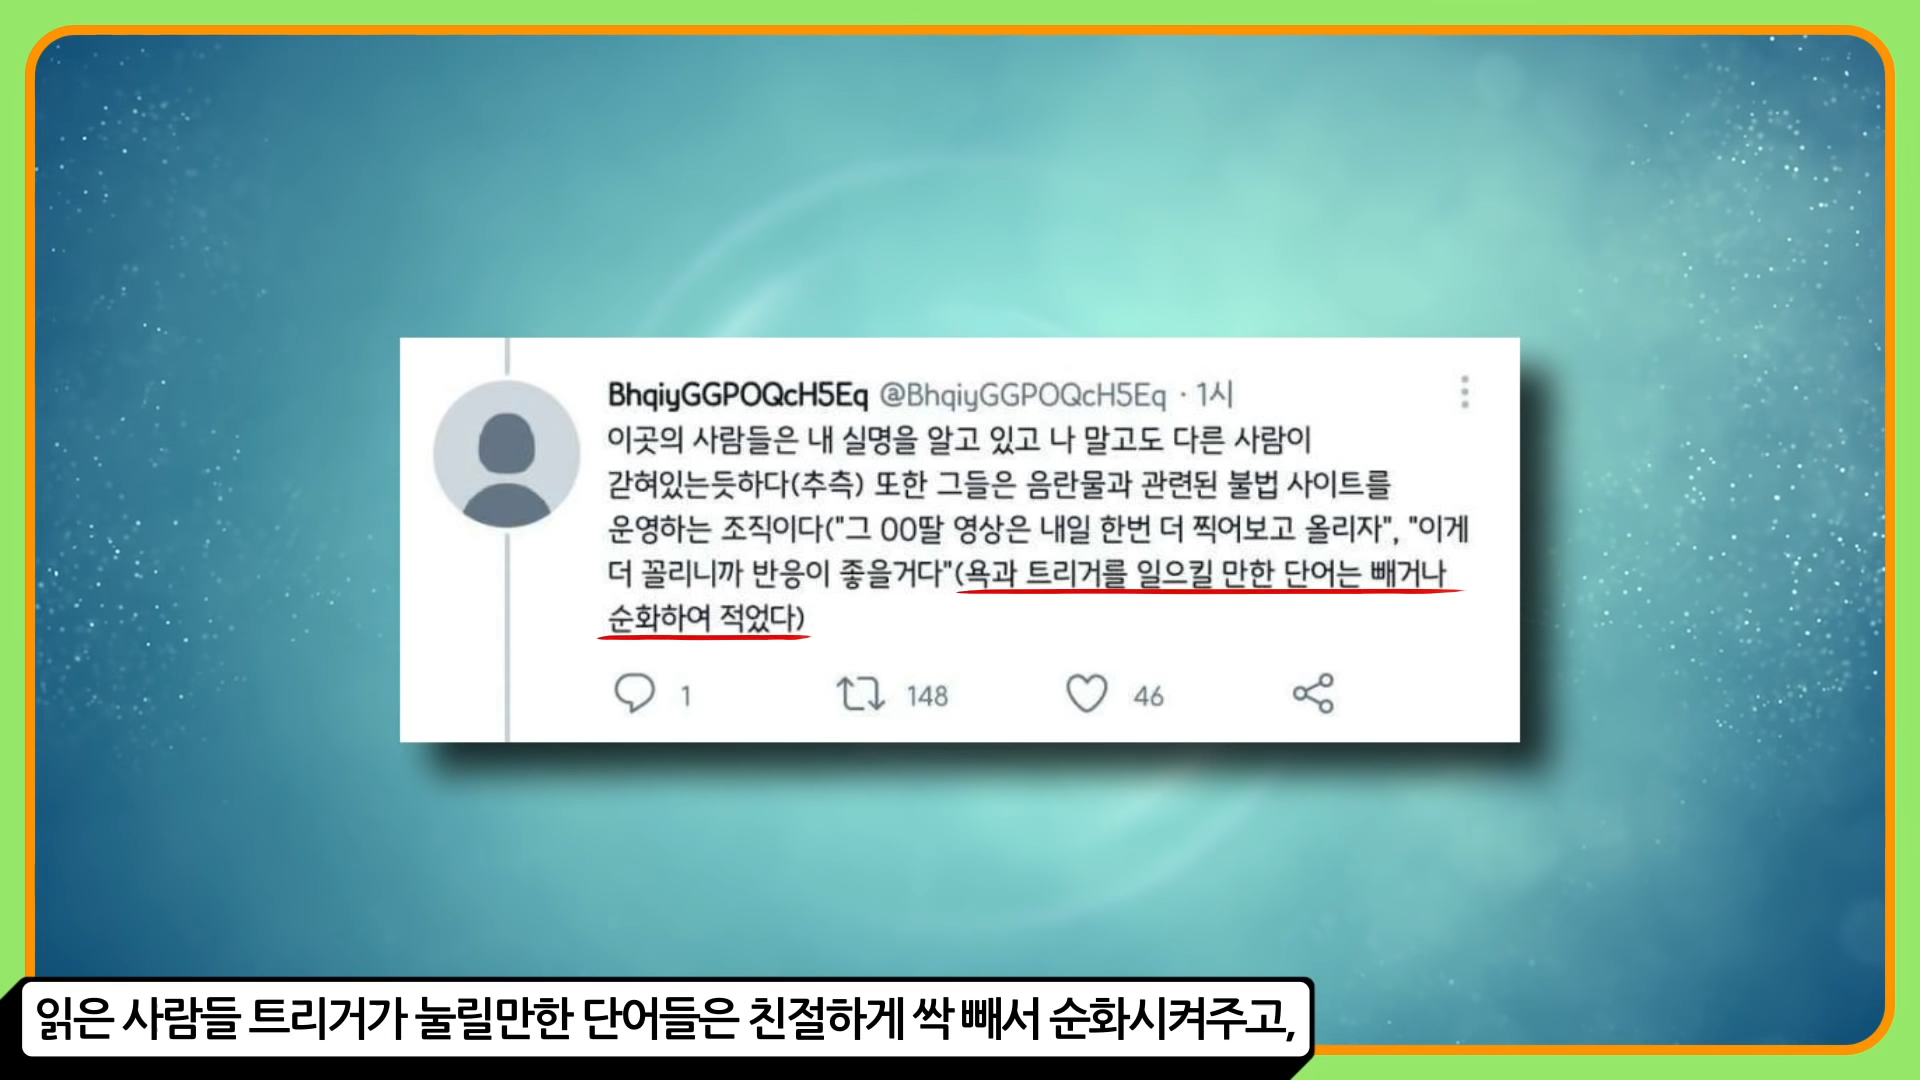 BhqiyGGPOQcH5Eq @BhqiyGGPOQcH5Eq · 1시
이곳의 사람들은 내 실명을 알고 있고 나 말고도 다른 사람이
갇혀있는듯하다(추측) 또한 그들은 음란물과 관련된 불법 사이트를
운영하는 조직이다("그 OO딸 영상은 내일 한번 더 찍어보고 올리자", "이게
더 꼴리니까 반응이 좋을거다"(욕과 트리거를 일으킬 만한 단어는 빼거나
순화하여 적었다)
1 148 46
읽은 사람들 트리거가 눌릴만한 단어들은 친절하게 싹 빼서 순화시켜주고,